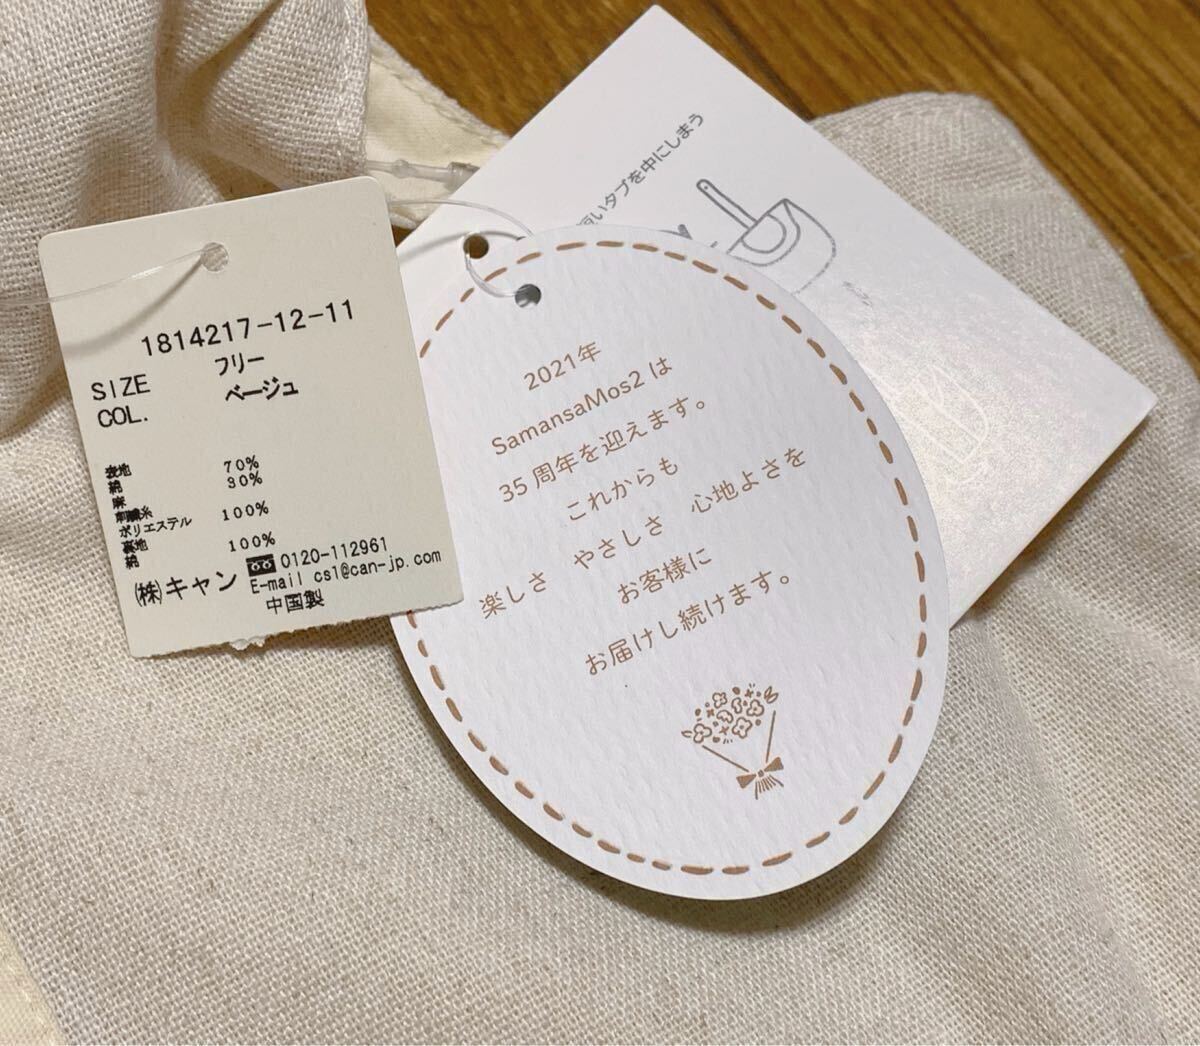 1814217-12-11
SIZE フリー
COL. ベージュ
表地
綿 70%
麻 30%
刺繍糸
ポリエステル 100%
裏地
綿 100%
(株)キャン 0120-112961
E-mail cs1@can-jp.com
中国製
2021年
SamansaMos2 は
35 周年を迎えます。
これからも
楽しさ やさしさ 心地よさを
お客様に
お届けし続けます。
いタブを中にしまう